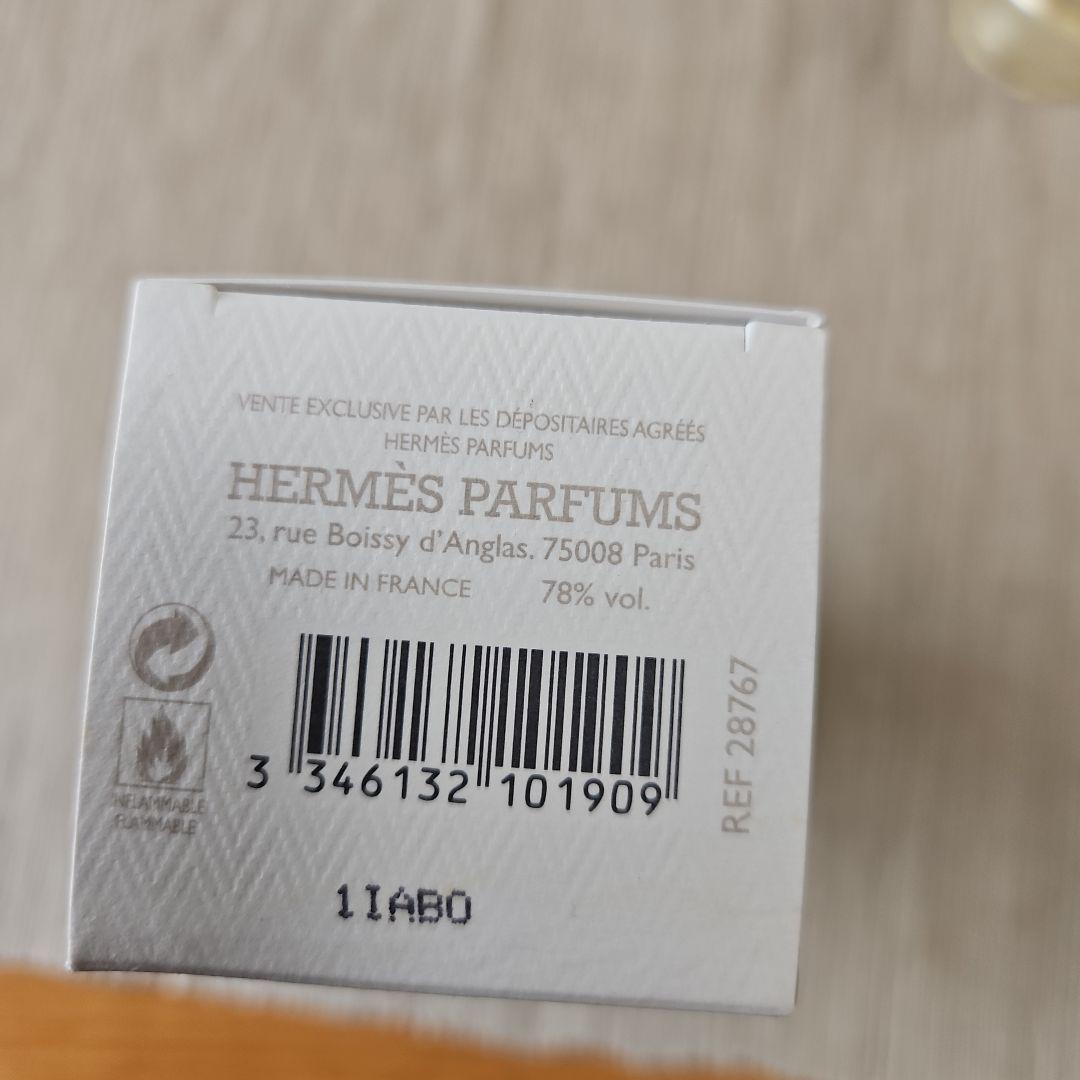 VENTE EXCLUSIVE PAR LES DÉPOSITAIRES AGRÉÉS
HERMÈS PARFUMS
HERMÈS PARFUMS
23, rue Boissy d'Anglas. 75008 Paris
MADE IN FRANCE 78% vol.
REF 28767
INFLAMMABLE
FLAMMABLE
3 346132 101909
1IABO